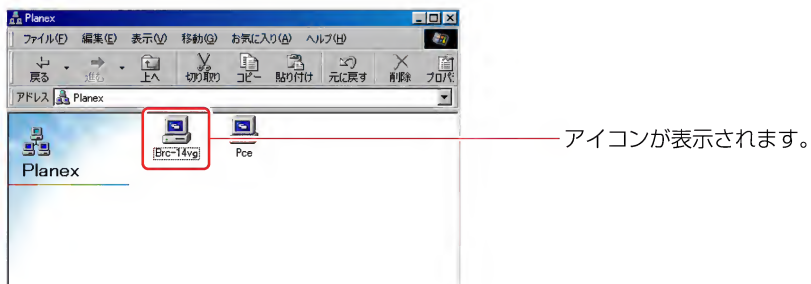 Planex
ファイル(F) 編集(E) 表示(V) 移動(G) お気に入り(A) ヘルプ(H)
戻る 進む 上へ 切り取り コピー 貼り付け 元に戻す 削除 プロパ
アドレス Planex
Brc-14vg Pce
アイコンが表示されます。
Planex